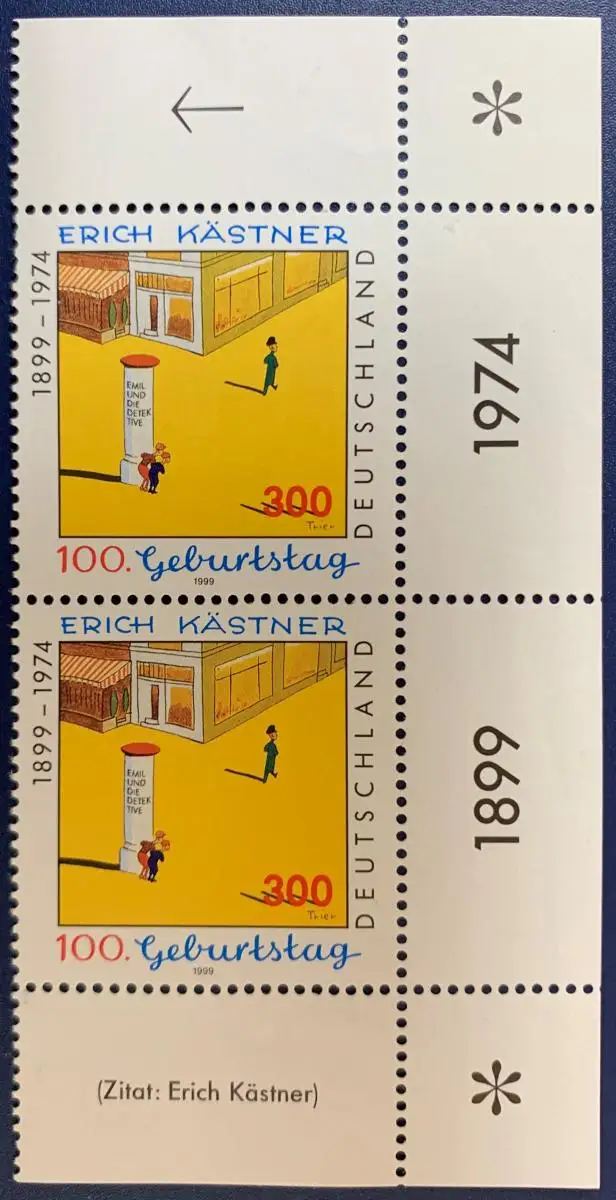 ←
*
ERICH KÄSTNER
1899 – 1974
EMIL
UND
DIE
DETEK
TIVE
DEUTSCHLAND
300
Trier
100. Geburtstag
1999
1974
ERICH KÄSTNER
1899 – 1974
EMIL
UND
DIE
DETEK
TIVE
DEUTSCHLAND
300
Trier
100. Geburtstag
1999
1899
(Zitat: Erich Kästner)
*